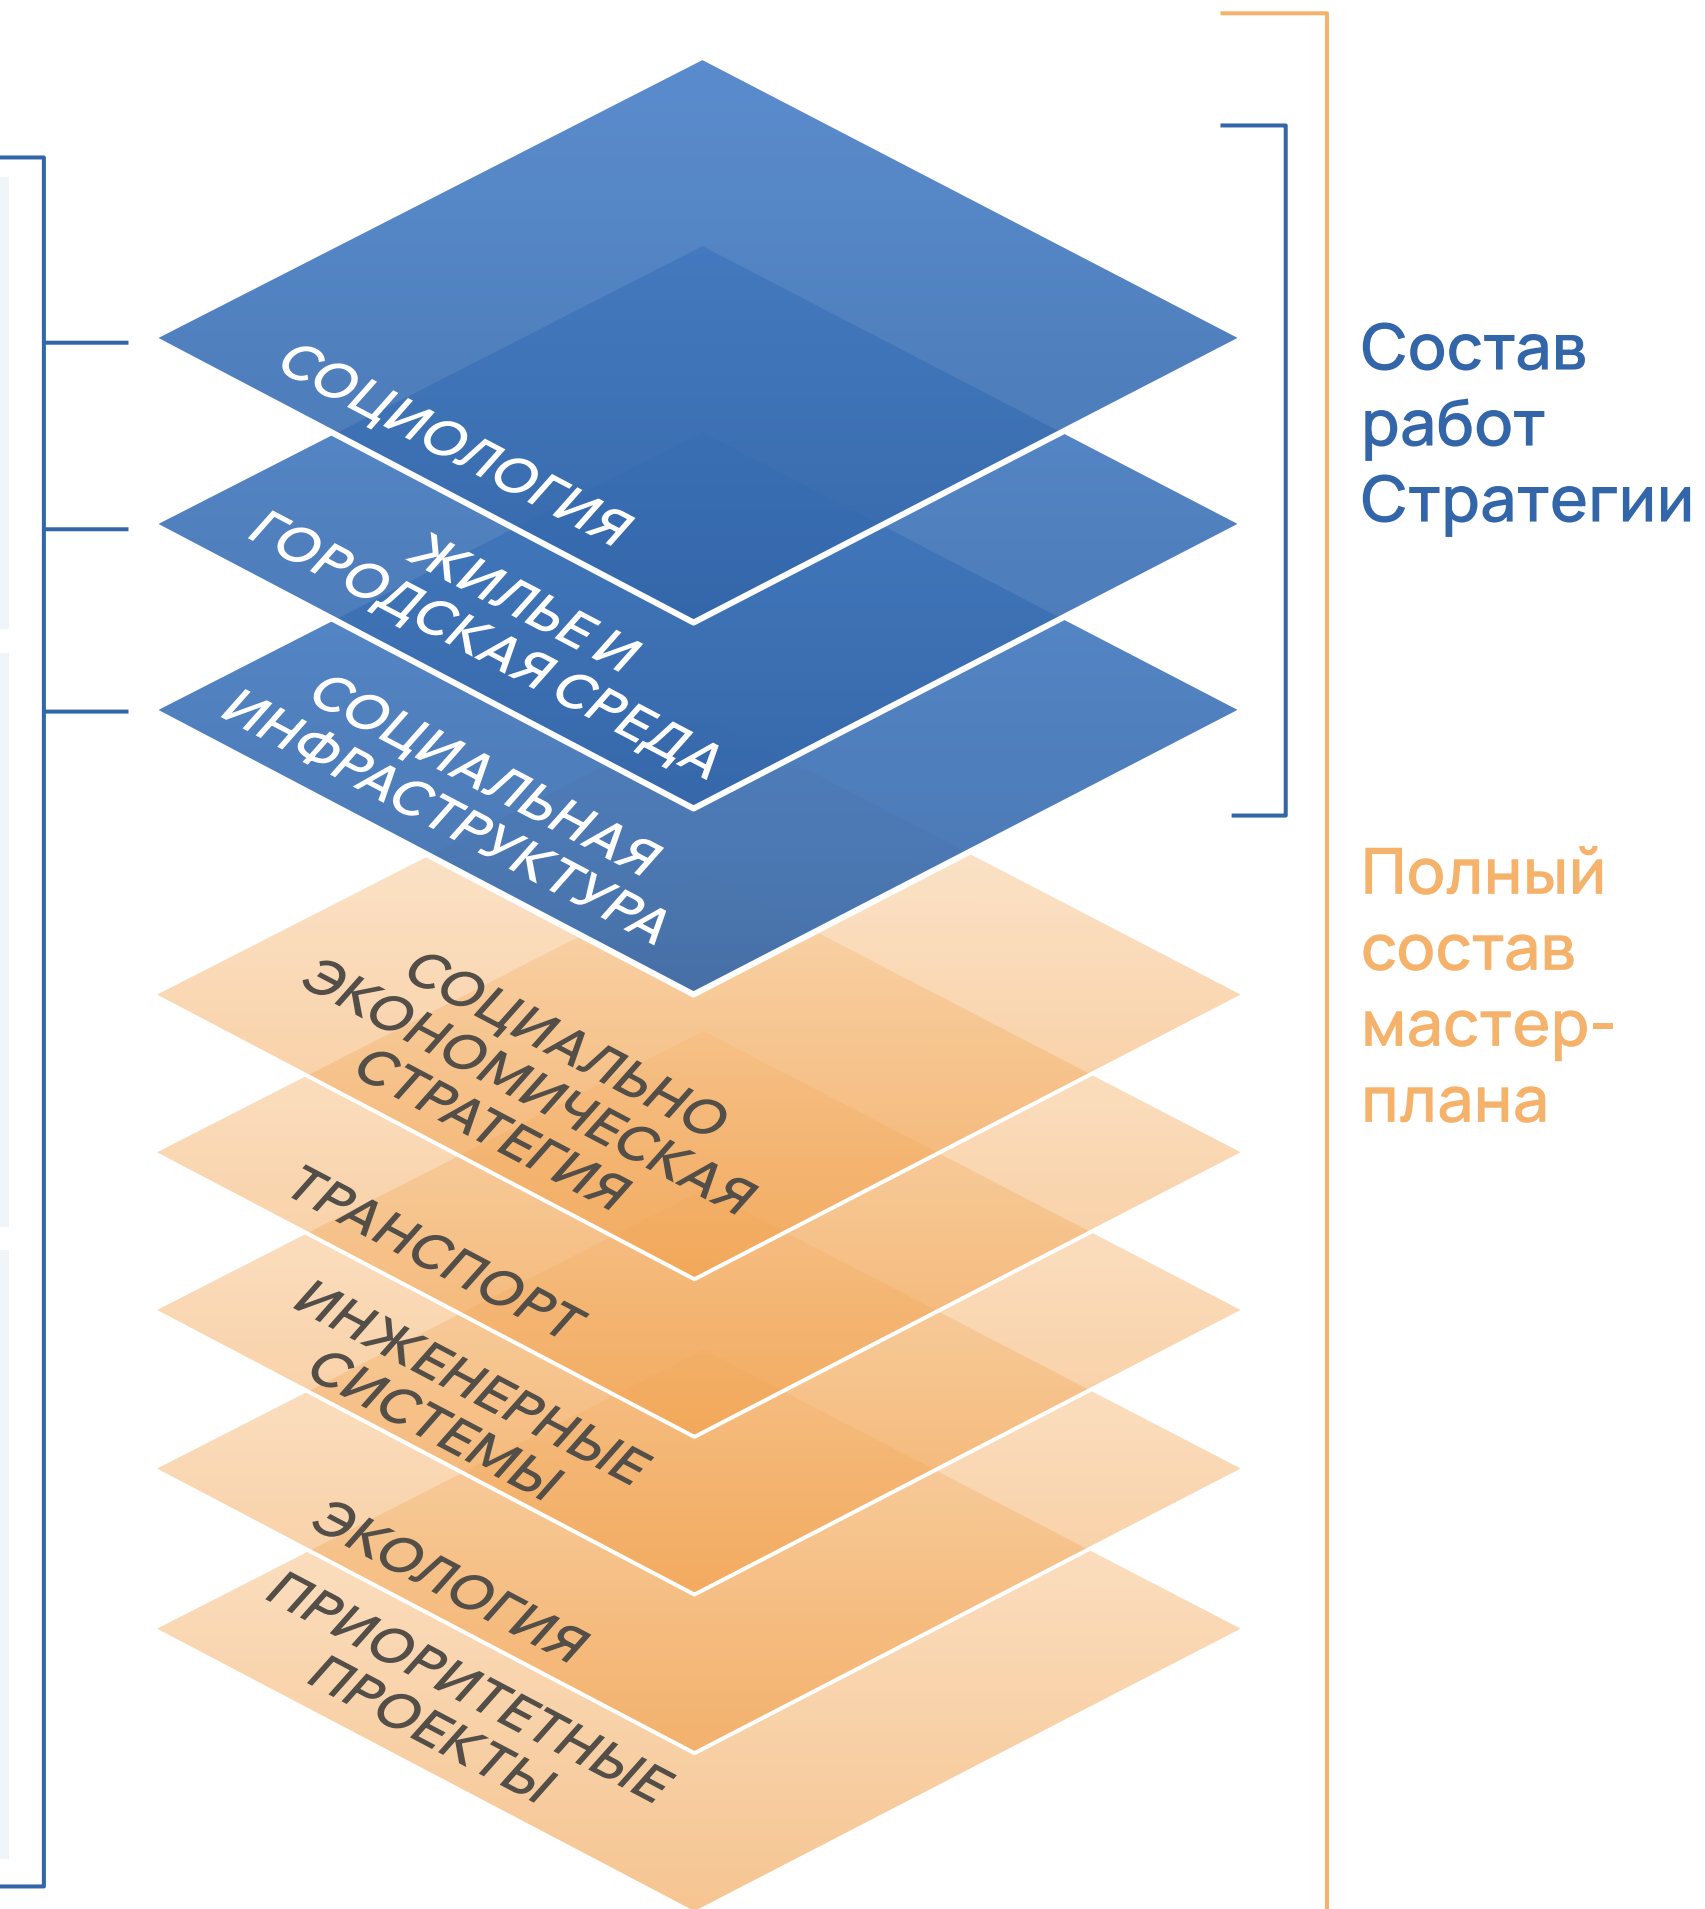 СОЦИОЛОГИЯ
ЖИЛЬЕ И
ГОРОДСКАЯ СРЕДА
СОЦИАЛЬНАЯ
ИНФРАСТРУКТУРА
СОЦИАЛЬНО
ЭКОНОМИЧЕСКАЯ
СТРАТЕГИЯ
ТРАНСПОРТ
ИНЖЕНЕРНЫЕ
СИСТЕМЫ
ЭКОЛОГИЯ
ПРИОРИТЕТНЫЕ
ПРОЕКТЫ
Состав
работ
Стратегии
Полный
состав
мастер-
плана